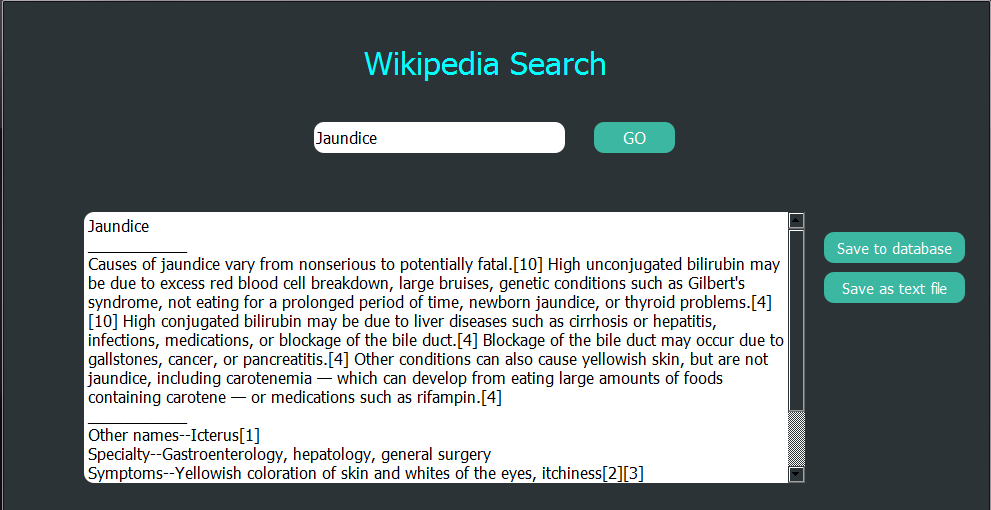 Wikipedia Search
Jaundice
GO
Jaundice
____________
Causes of jaundice vary from nonserious to potentially fatal.[10] High unconjugated bilirubin may
be due to excess red blood cell breakdown, large bruises, genetic conditions such as Gilbert's
syndrome, not eating for a prolonged period of time, newborn jaundice, or thyroid problems.[4]
[10] High conjugated bilirubin may be due to liver diseases such as cirrhosis or hepatitis,
infections, medications, or blockage of the bile duct.[4] Blockage of the bile duct may occur due to
gallstones, cancer, or pancreatitis.[4] Other conditions can also cause yellowish skin, but are not
jaundice, including carotenemia — which can develop from eating large amounts of foods
containing carotene — or medications such as rifampin.[4]
____________
Other names--Icterus[1]
Specialty--Gastroenterology, hepatology, general surgery
Symptoms--Yellowish coloration of skin and whites of the eyes, itchiness[2][3]
Save to database
Save as text file